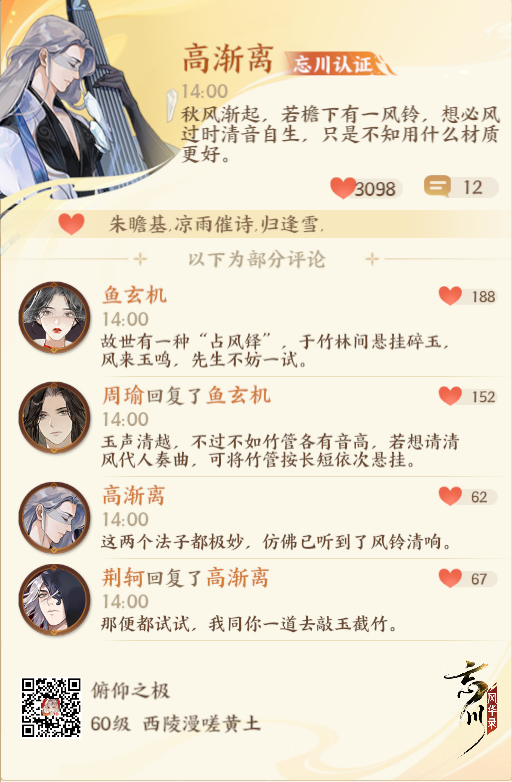 高渐离 忘川认证
14:00
秋风渐起，若檐下有一风铃，想必风
过时清音自生，只是不知用什么材质
更好。
3098 12
朱瞻基,凉雨催诗,归逢雪,
以下为部分评论
鱼玄机 188
14:00
故世有一种“占风铎”，于竹林间悬挂碎玉，
风来玉鸣，先生不妨一试。
周瑜回复了鱼玄机 152
14:00
玉声清越，不过不如竹管各有音高，若想请清
风代人奏曲，可将竹管按长短依次悬挂。
高渐离 62
14:00
这两个法子都极妙，仿佛已听到了风铃清响。
荆轲回复了高渐离 67
14:00
那便都试试，我同你一道去敲玉截竹。
俯仰之极
60级 西陵漫嗟黄土
忘川
风华录